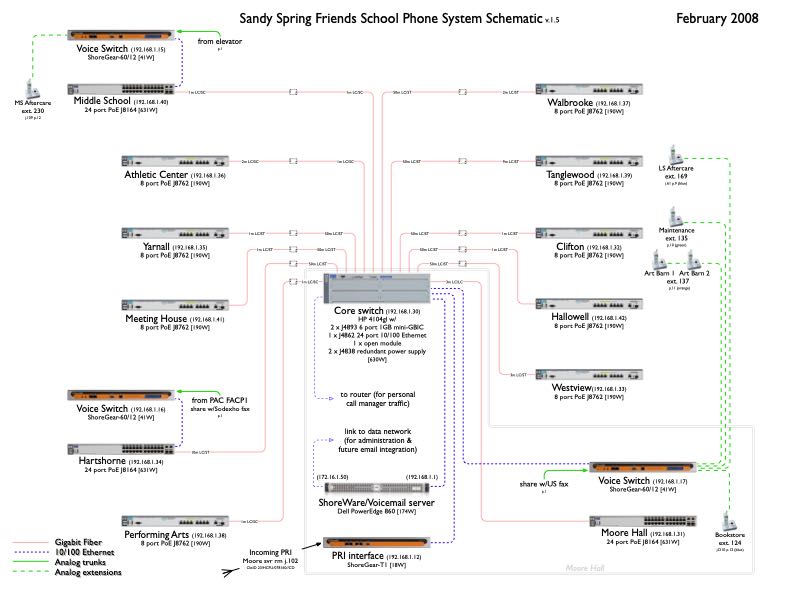 Sandy Spring Friends School Phone System Schematic v.1.5
February 2008
from elevator
p.1
Voice Switch (192.168.1.15)
ShoreGear-60/12 [41W]
MS Aftercare
ext. 230
Middle School (192.168.1.40)
24 port PoE J8164 [631W]
Walbrooke (192.168.1.37)
8 port PoE J8762 [190W]
Athletic Center (192.168.1.36)
8 port PoE J8762 [190W]
Tanglewood (192.168.1.39)
8 port PoE J8762 [190W]
LS Aftercare
ext. 169
Maintenance
ext. 135
Yarnall (192.168.1.35)
8 port PoE J8762 [190W]
Clifton (192.168.1.32)
8 port PoE J8762 [190W]
Art Barn 1 Art Barn 2
ext. 137
Meeting House (192.168.1.41)
8 port PoE J8762 [190W]
Core switch (192.168.1.30)
HP 4104gl w/
2 x J4893 6 port 1GB mini-GBIC
1 x J4862 24 port 10/100 Ethernet
1 x open module
2 x J4838 redundant power supply
[630W]
Hallowell (192.168.1.42)
8 port PoE J8762 [190W]
Westview (192.168.1.33)
8 port PoE J8762 [190W]
from PAC FACP1
share w/Sodexho fax
p.1
Voice Switch (192.168.1.16)
ShoreGear-60/12 [41W]
to router (for personal
call manager traffic)
link to data network
(for administration &
future email integration)
Hartshorne (192.168.1.34)
24 port PoE J8164 [631W]
(172.16.1.50)
(192.168.1.1)
ShoreWare/Voicemail server
Dell PowerEdge 860 [174W]
share w/US fax
p.1
Voice Switch (192.168.1.17)
ShoreGear-60/12 [41W]
Performing Arts (192.168.1.38)
8 port PoE J8762 [190W]
Moore Hall (192.168.1.31)
24 port PoE J8164 [631W]
Bookstore
ext. 124
Gigabit Fiber
10/100 Ethernet
Analog trunks
Analog extensions
Incoming PRI
Moore svr rm j.102
PRI interface (192.168.1.12)
ShoreGear-T1 [18W]
Moore Hall